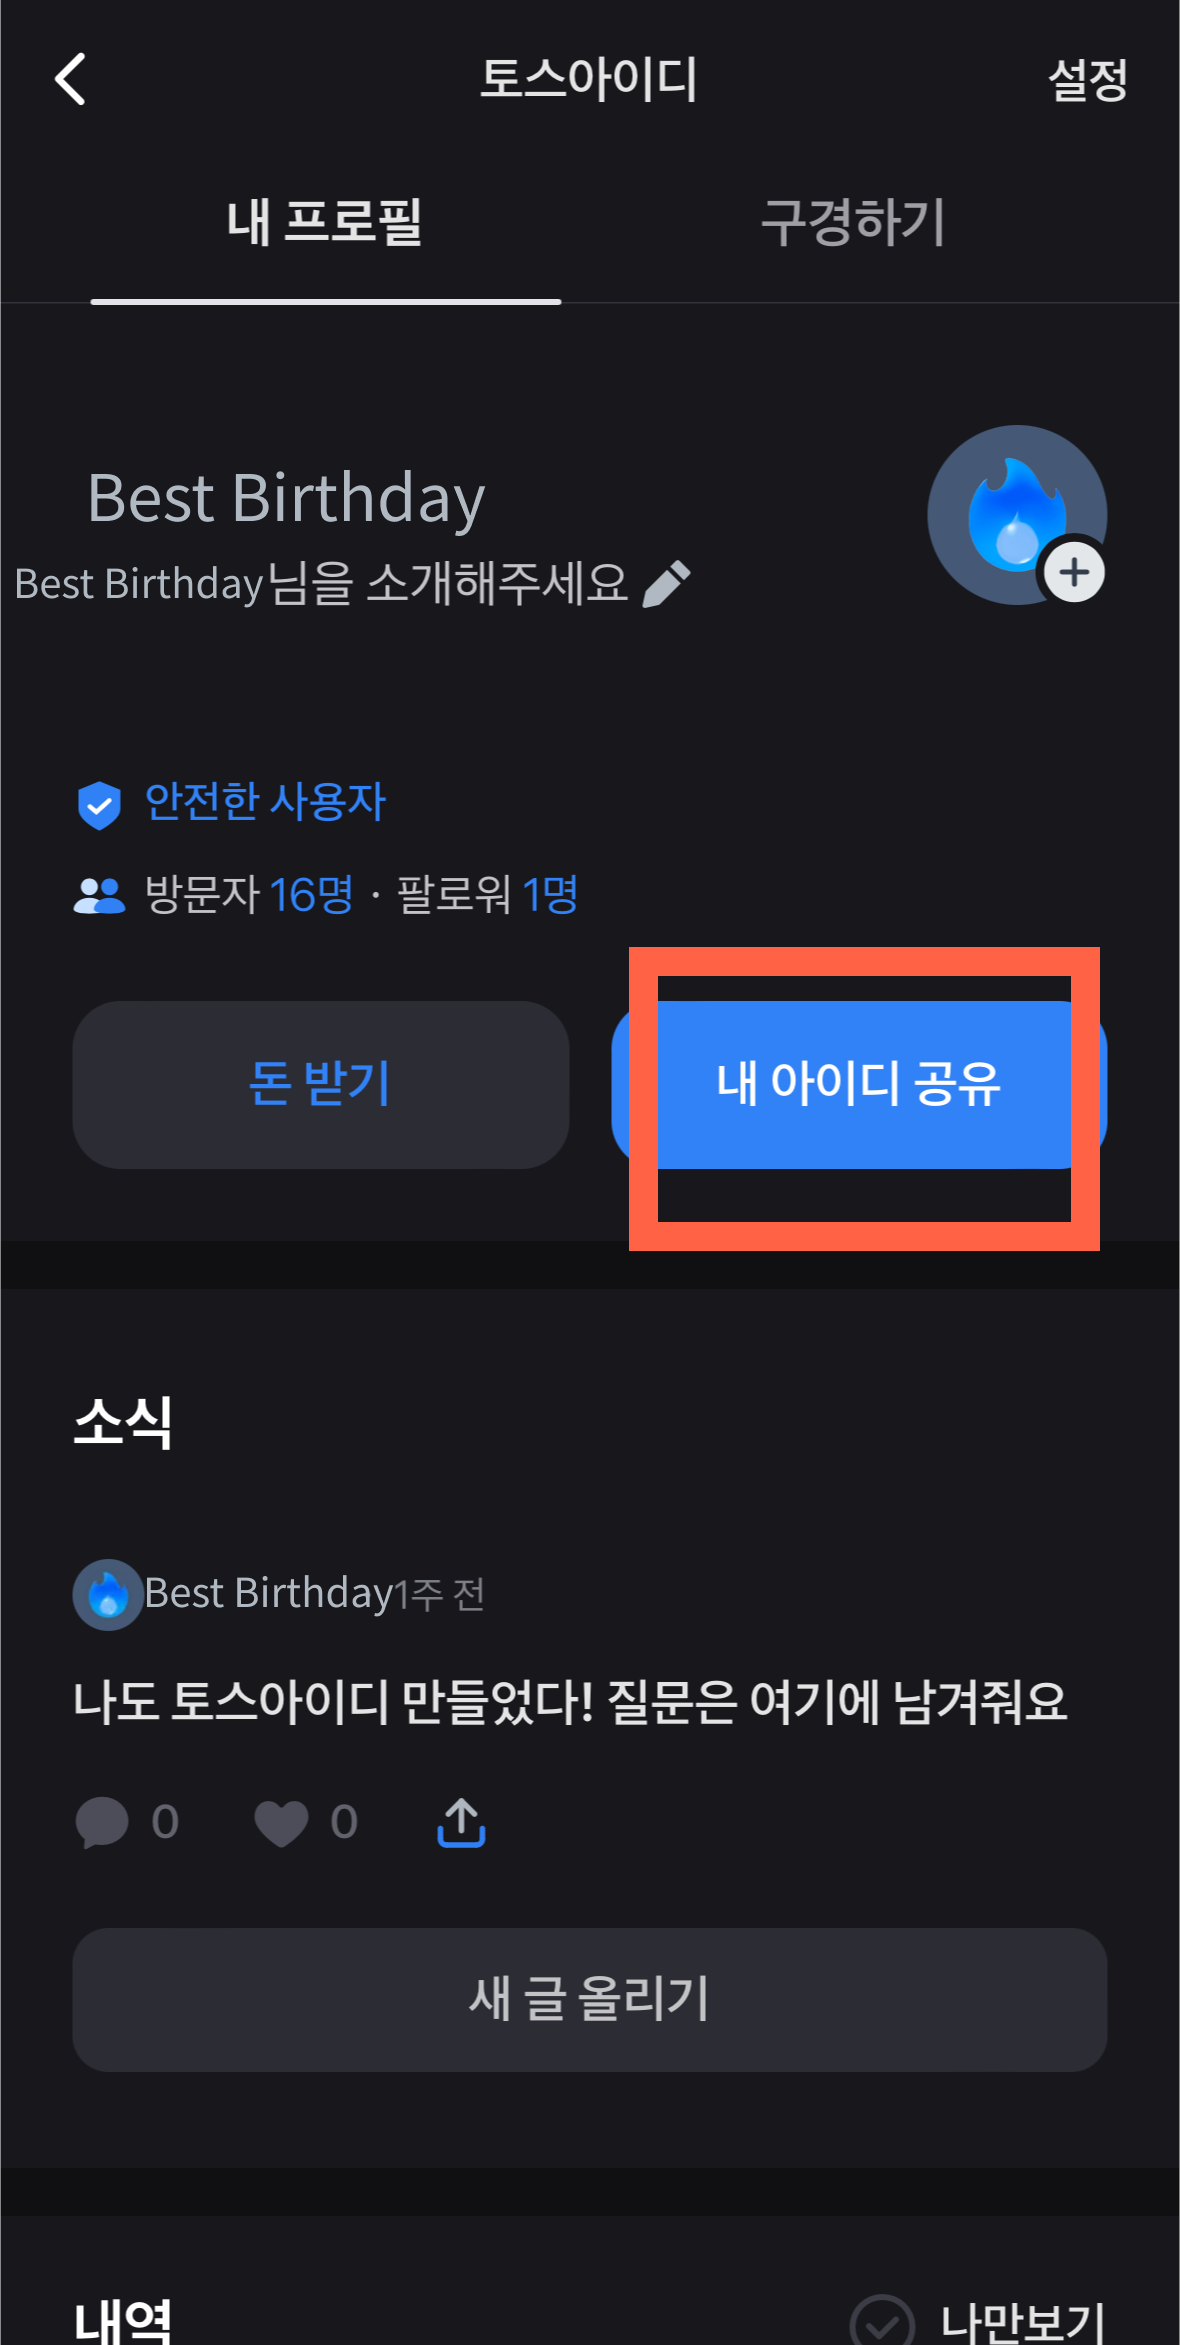 토스아이디
설정
내 프로필
구경하기
Best Birthday
Best Birthday님을 소개해주세요
안전한 사용자
방문자 16명 · 팔로워 1명
돈 받기
내 아이디 공유
소식
Best Birthday1주 전
나도 토스아이디 만들었다! 질문은 여기에 남겨줘요
0
0
새 글 올리기
내역
나만보기